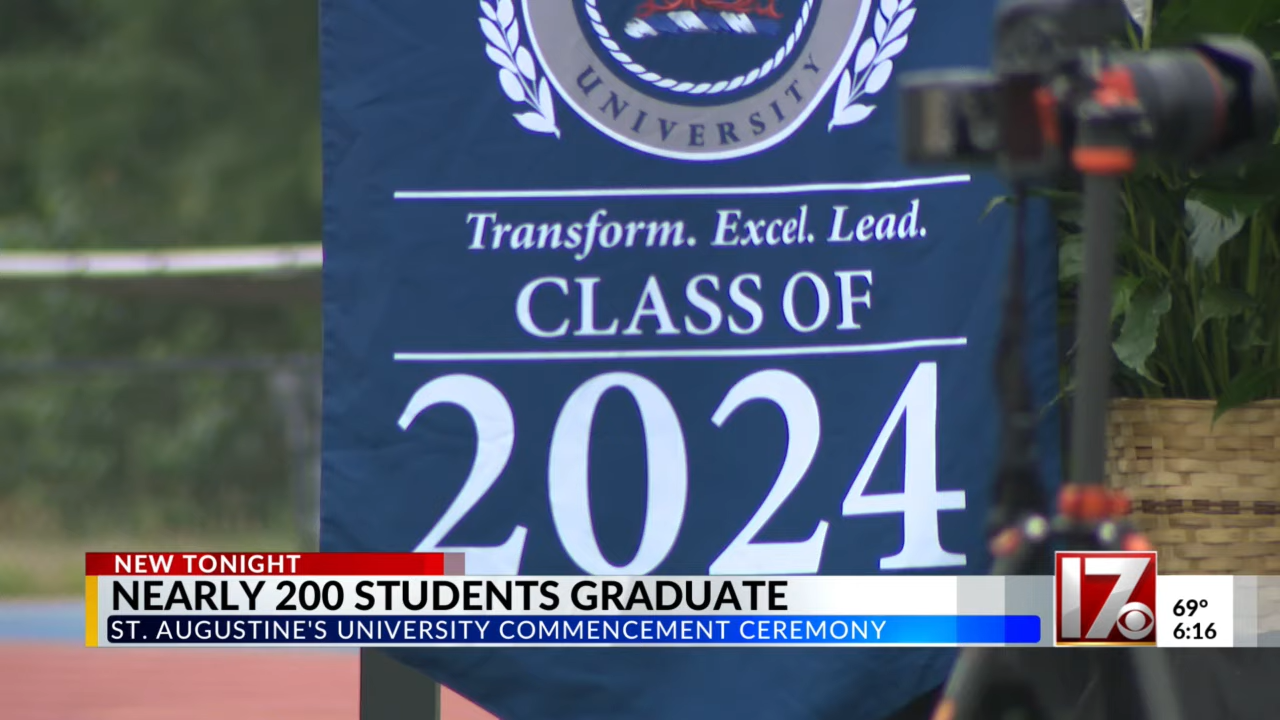 UNIVERSITY
Transform. Excel. Lead.
CLASS OF
2024
NEW TONIGHT
NEARLY 200 STUDENTS GRADUATE
ST. AUGUSTINE'S UNIVERSITY COMMENCEMENT CEREMONY
17
69°
6:16